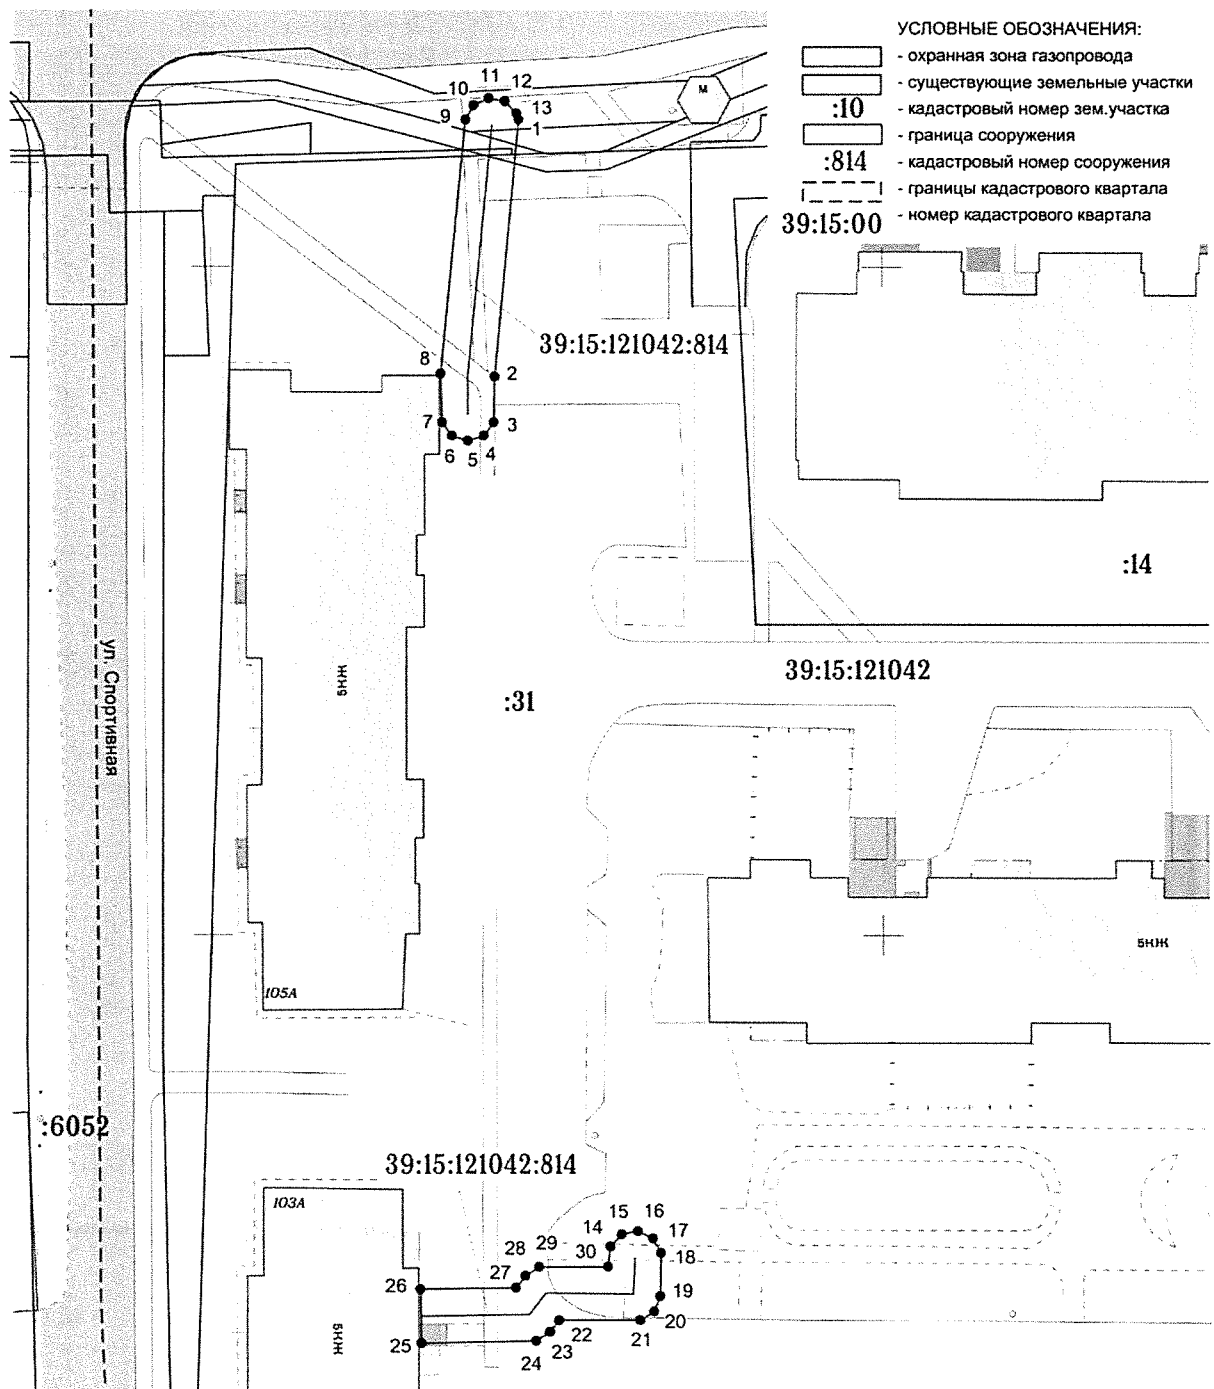 УСЛОВНЫЕ ОБОЗНАЧЕНИЯ:
- охранная зона газопровода
- существующие земельные участки
:10 - кадастровый номер зем.участка
- граница сооружения
:814 - кадастровый номер сооружения
- границы кадастрового квартала
39:15:00 - номер кадастрового квартала
М
11
10 12
9 13
1
39:15:121042:814
8 2
7 3
6 5 4
:14
39:15:121042
ул. Спортивная
5НЖ
:31
5НЖ
105А
:6052
39:15:121042:814
103А
15 16
14 17
28 29 30 18
26 27
19
20
22 21
25 24 23
5НЖ